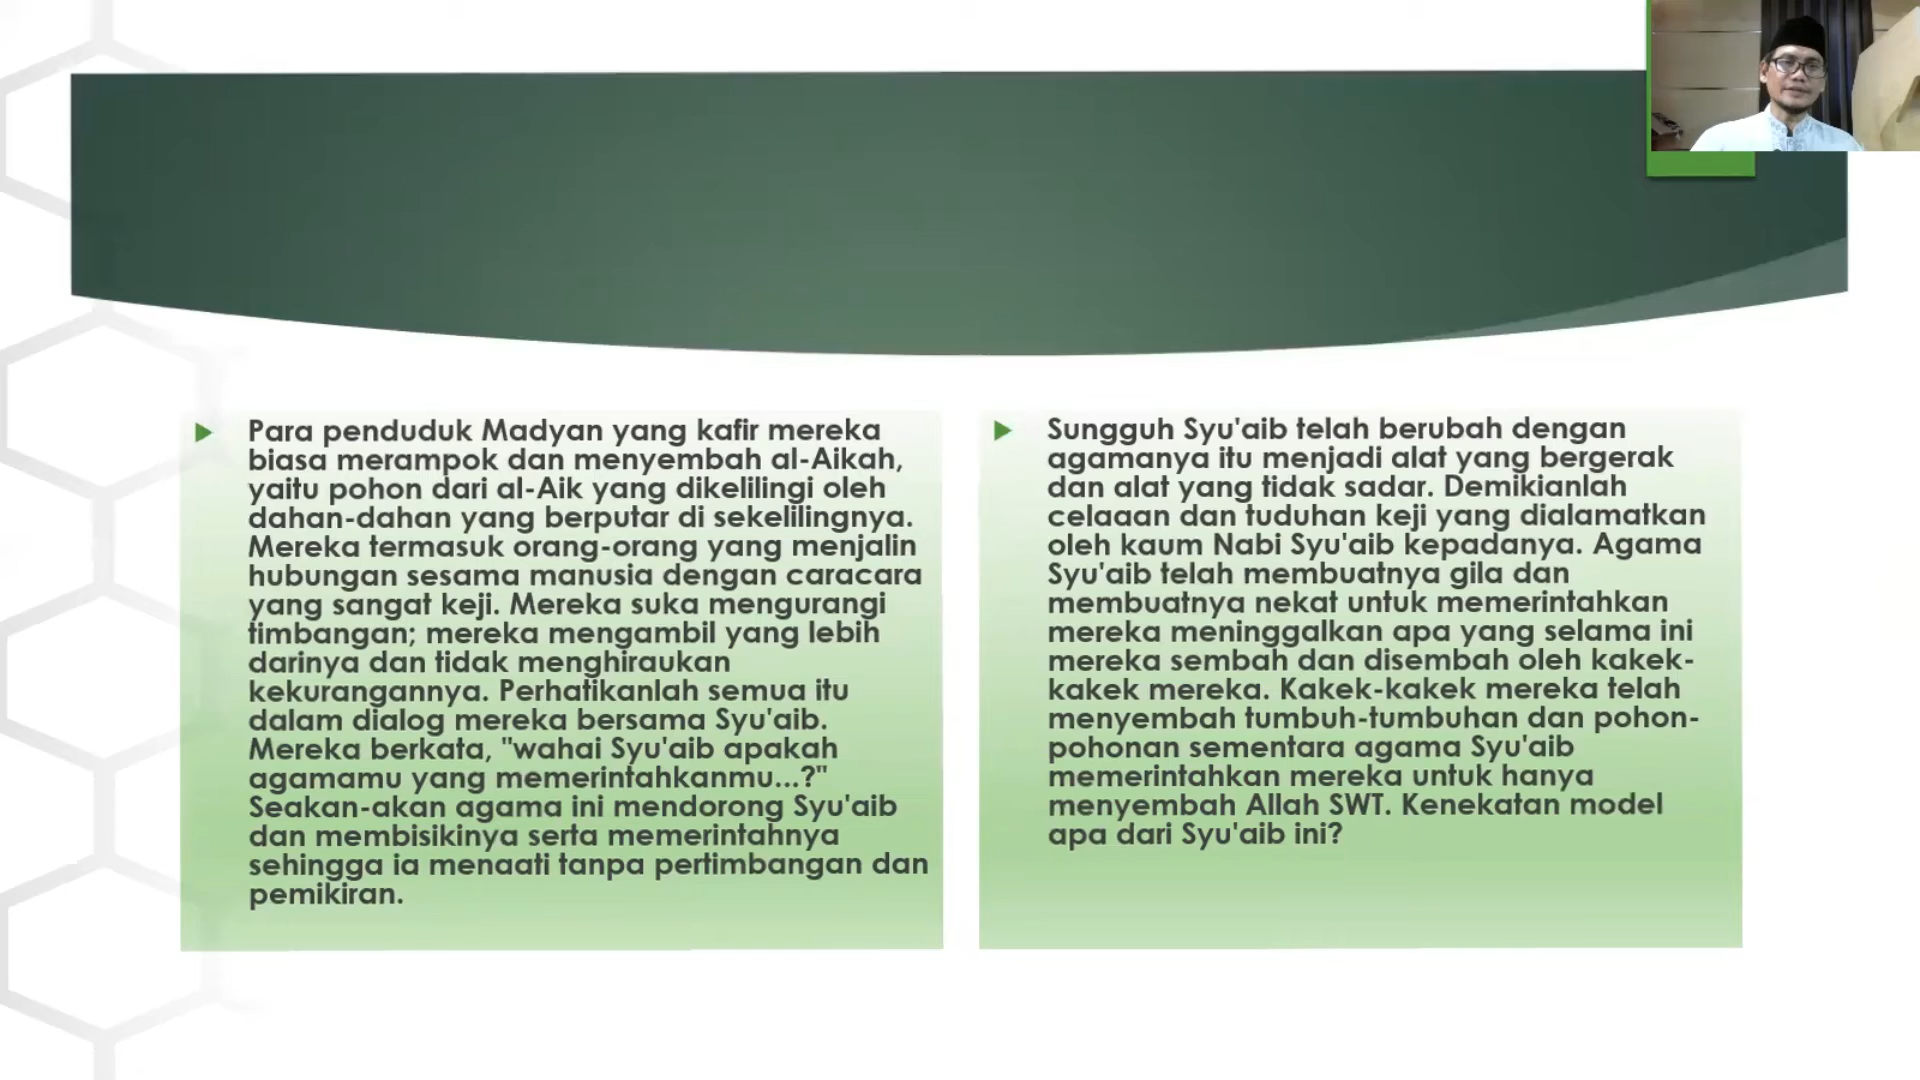 Para penduduk Madyan yang kafir mereka
biasa merampok dan menyembah al-Aikah,
yaitu pohon dari al-Aik yang dikelilingi oleh
dahan-dahan yang berputar di sekelilingnya.
Mereka termasuk orang-orang yang menjalin
hubungan sesama manusia dengan caracara
yang sangat keji. Mereka suka mengurangi
timbangan; mereka mengambil yang lebih
darinya dan tidak menghiraukan
kekurangannya. Perhatikanlah semua itu
dalam dialog mereka bersama Syu'aib.
Mereka berkata, "wahai Syu'aib apakah
agamamu yang memerintahkanmu...?"
Seakan-akan agama ini mendorong Syu'aib
dan membisikinya serta memerintahnya
sehingga ia menaati tanpa pertimbangan dan
pemikiran.
Sungguh Syu'aib telah berubah dengan
agamanya itu menjadi alat yang bergerak
dan alat yang tidak sadar. Demikianlah
celaaan dan tuduhan keji yang dialamatkan
oleh kaum Nabi Syu'aib kepadanya. Agama
Syu'aib telah membuatnya gila dan
membuatnya nekat untuk memerintahkan
mereka meninggalkan apa yang selama ini
mereka sembah dan disembah oleh kakek-
kakek mereka. Kakek-kakek mereka telah
menyembah tumbuh-tumbuhan dan pohon-
pohonan sementara agama Syu'aib
memerintahkan mereka untuk hanya
menyembah Allah SWT. Kenekatan model
apa dari Syu'aib ini?